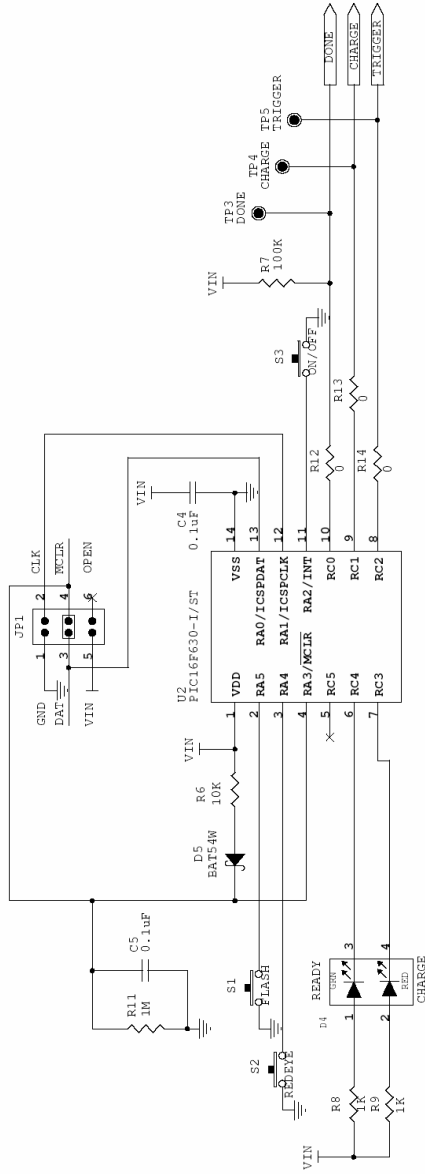 DONE
CHARGE
TRIGGER
TP5
TRIGGER
TP4
CHARGE
TP3
DONE
VIN
R7
100K
S3
ON/OFF
R12
0
R13
0
R14
0
JP1
CLK
MCLR
OPEN
2
4
6
1
3
5
GND
DAT
VIN
VIN
C4
0.1uF
U2
PIC16F630-I/ST
14
VSS
13
RA0/ICSPDAT
12
RA1/ICSPCLK
11
RA2/INT
10
RC0
9
RC1
8
RC2
1
VDD
2
RA5
3
RA4
4
RA3/MCLR
5
RC5
6
RC4
7
RC3
VIN
R6
10K
D5
BAT54W
C5
0.1uF
R11
1M
S1
FLASH
S2
REDEYE
READY
GRN
RED
CHARGE
D4
3
4
1
2
R8
1K
R9
1K
VIN